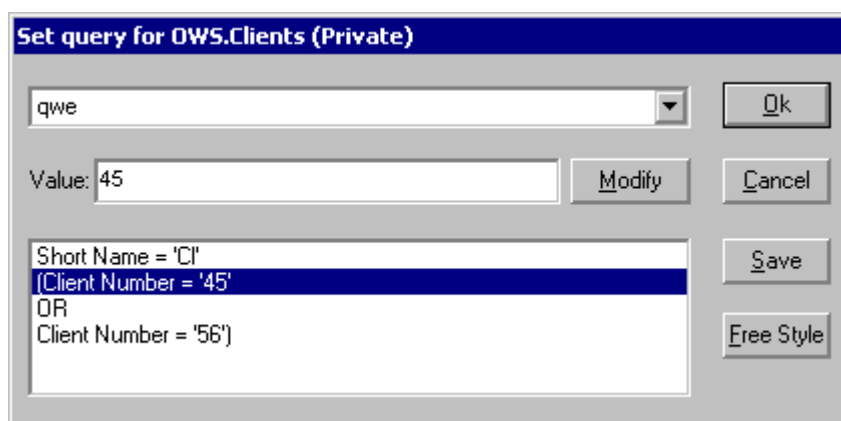 Set query for OWS.Clients (Private)
qwe
Ok
Value: 45
Modify
Cancel
Short Name = 'Cl'
(Client Number = '45'
OR
Client Number = '56')
Save
Free Style